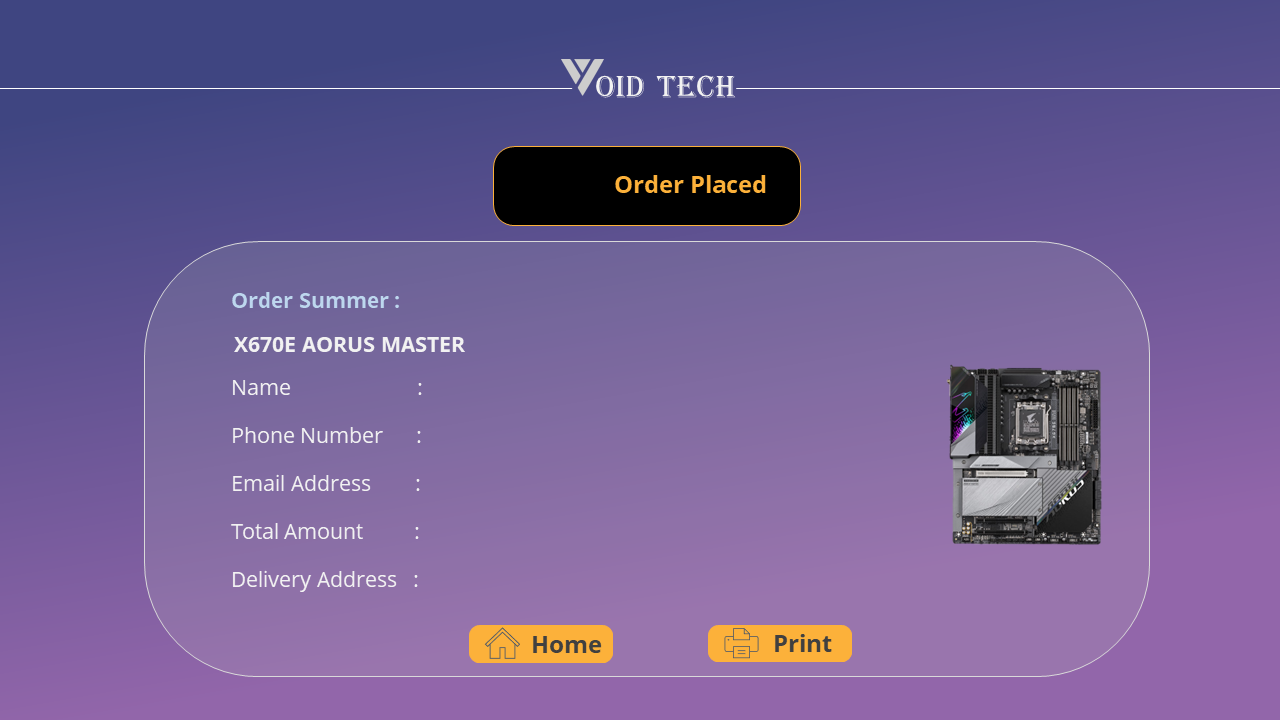 VOID TECH
Order Placed
Order Summer :
X670E AORUS MASTER
Name :
Phone Number :
Email Address :
Total Amount :
Delivery Address :
Home
Print